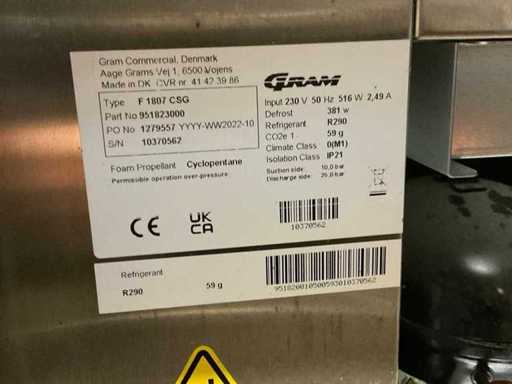 Gram Commercial, Denmark
Aage Grams Vej 1, 6500 Vojens
Made in DK CVR nr. 41 42 39 86
GRAM
Type F 1807 CSG
Part No 951823000
PO No 1279557 YYYY-WW2022-10
S/N 10370562
Input 230 V 50 Hz 516 W 2,49 A
Defrost 381 w
Refrigerant R290
CO2e 1 59 g
Climate Class 0(M1)
Isolation Class IP21
Suction side: 10,0 bar
Discharge side: 25,0 bar
Foam Propellant Cyclopentane
Permissible operation over-pressure
CE UK CA
10370562
Refrigerant
R290 59 g
951820010500593010370562